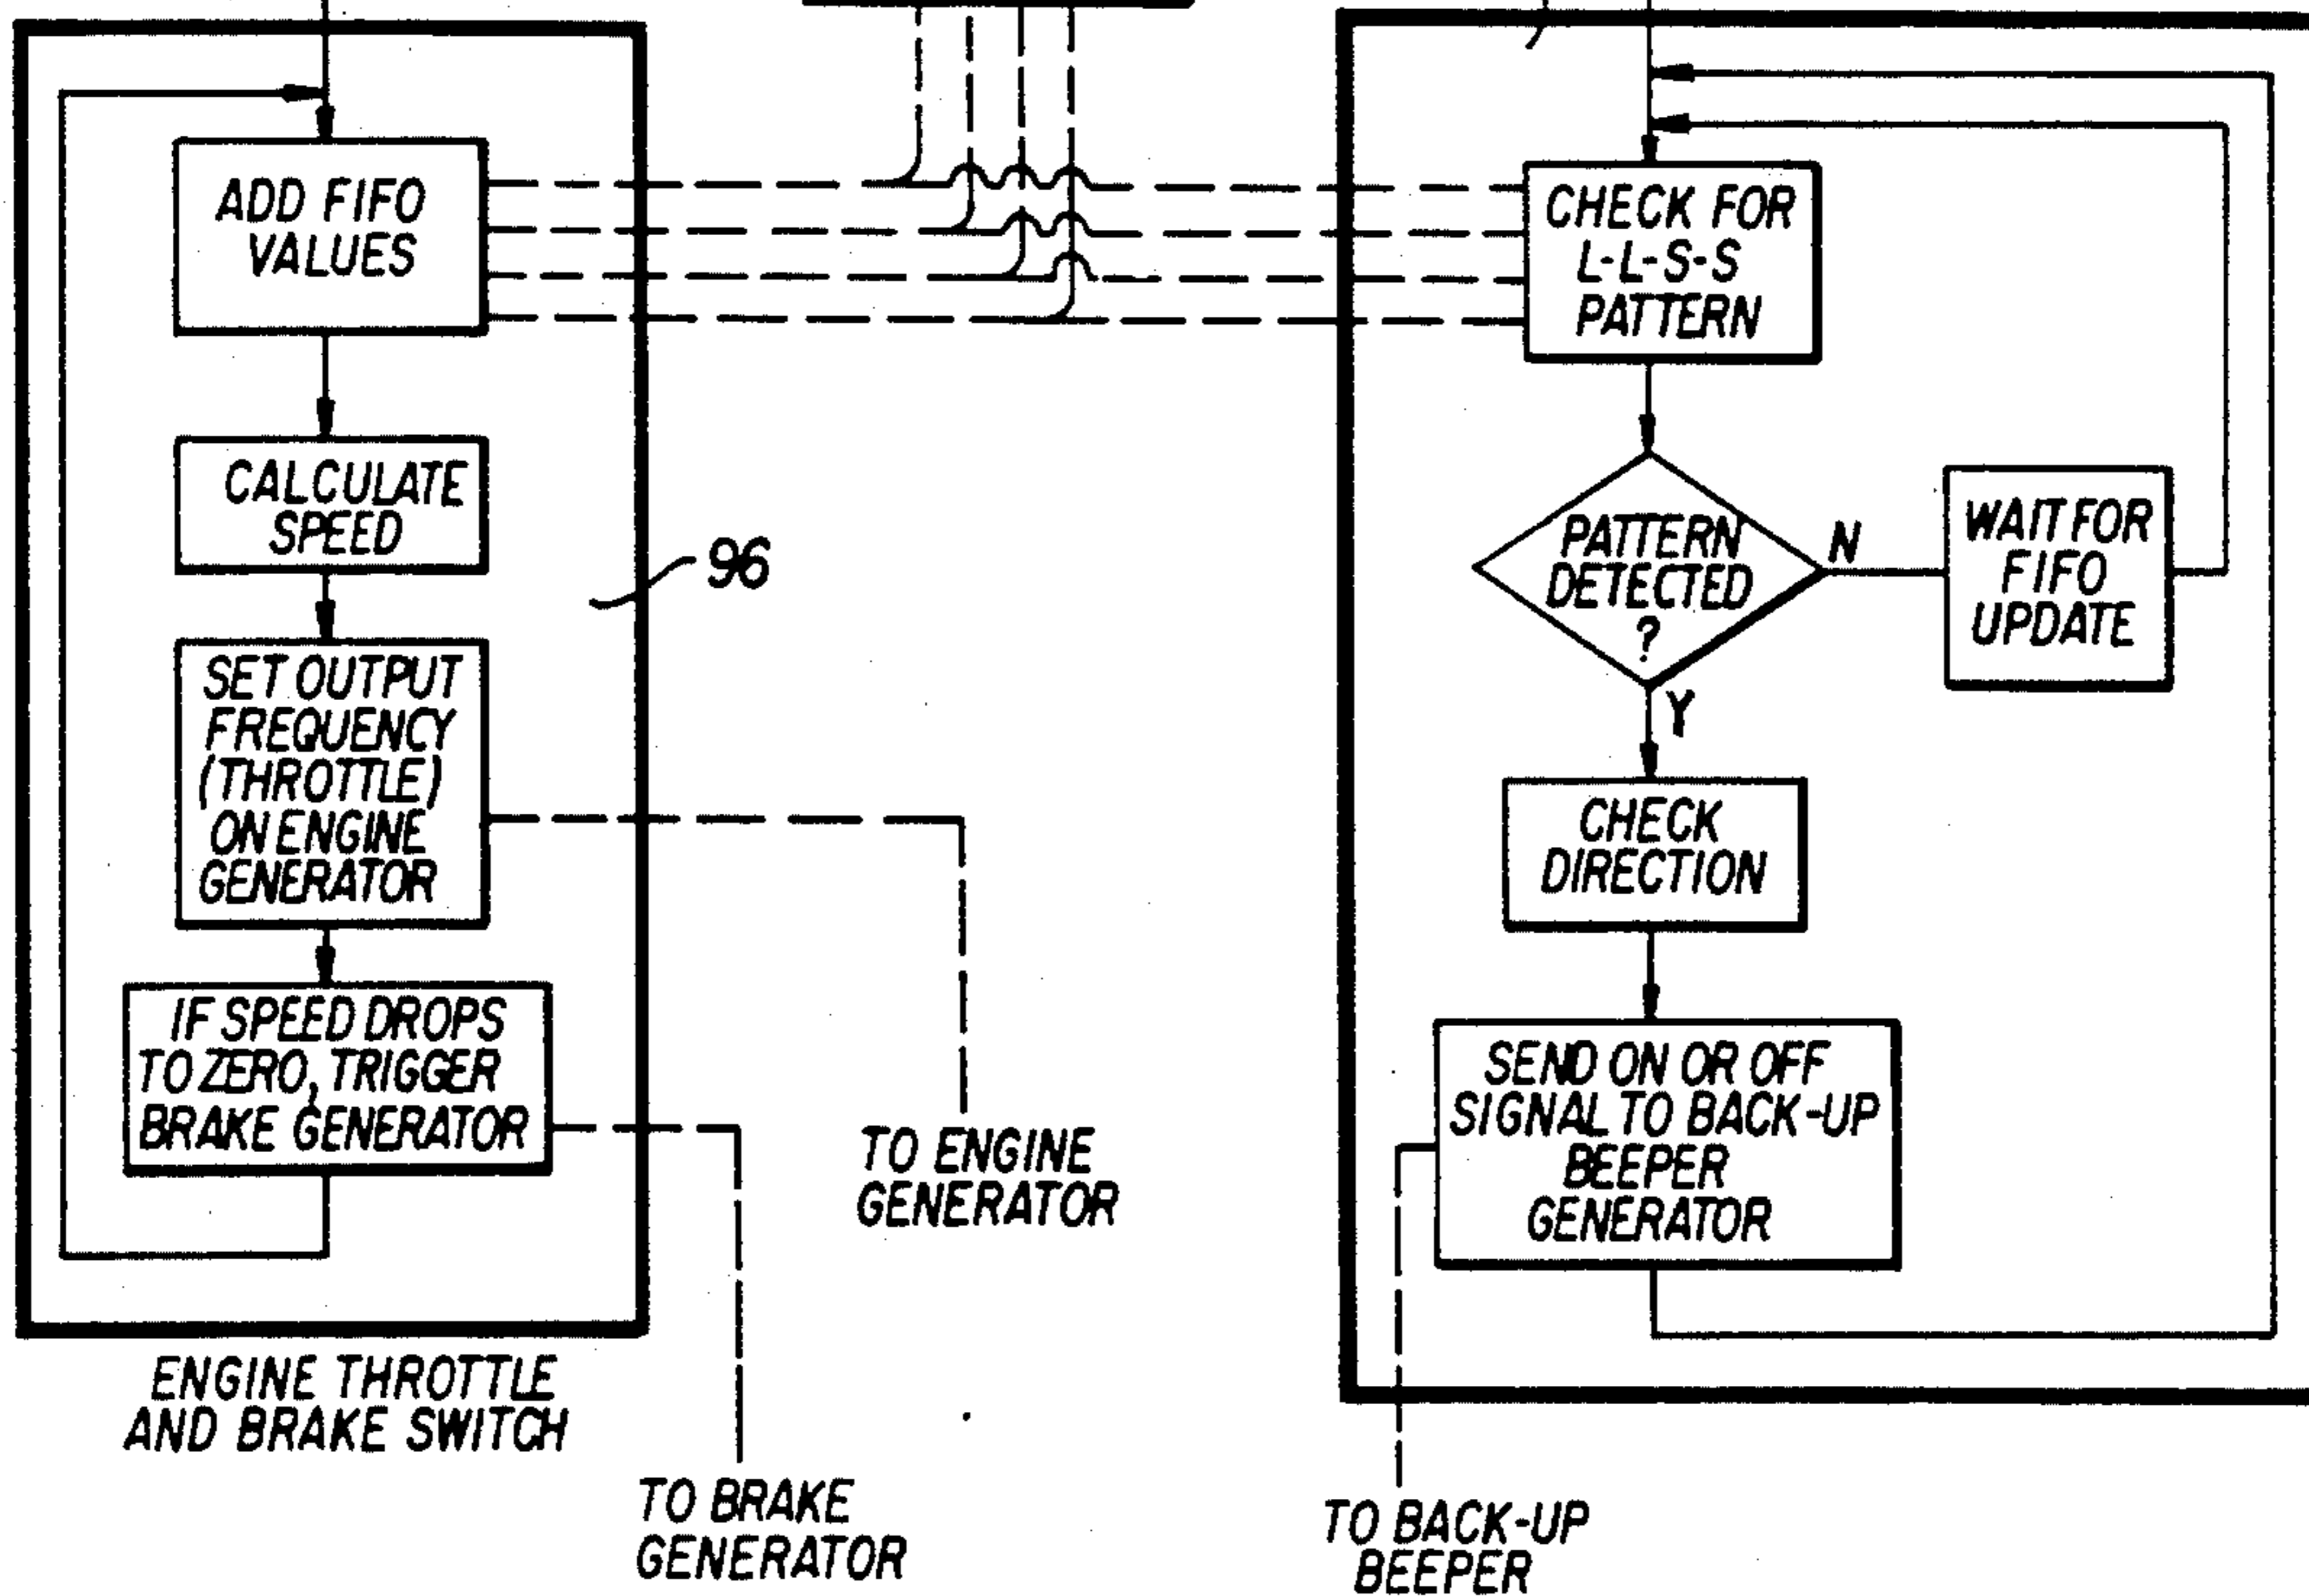 ADD FIFO
VALUES
CALCULATE
SPEED
96
SET OUTPUT
FREQUENCY
(THROTTLE)
ON ENGINE
GENERATOR
IF SPEED DROPS
TO ZERO, TRIGGER
BRAKE GENERATOR
ENGINE THROTTLE
AND BRAKE SWITCH
TO BRAKE
GENERATOR
TO ENGINE
GENERATOR
CHECK FOR
L-L-S-S
PATTERN
PATTERN
DETECTED
?
N
WAIT FOR
FIFO
UPDATE
Y
CHECK
DIRECTION
SEND ON OR OFF
SIGNAL TO BACK-UP
BEEPER
GENERATOR
TO BACK-UP
BEEPER